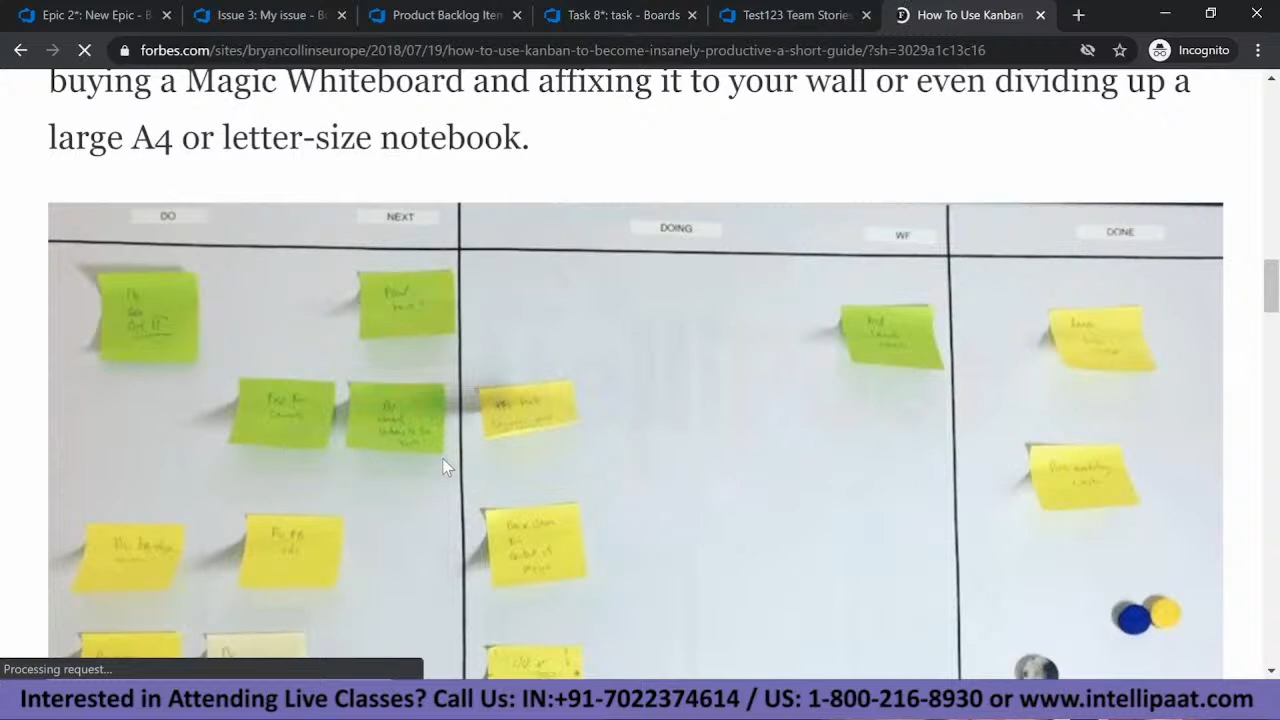 Epic 2*: New Epic - B
Issue 3: My issue - B
Product Backlog Item
Task 8*: task - Boards
Test123 Team Stories
How To Use Kanban
forbes.com/sites/bryancollinseurope/2018/07/19/how-to-use-kanban-to-become-insanely-productive-a-short-guide/?sh=3029a1c13c16
Incognito
buying a Magic Whiteboard and affixing it to your wall or even dividing up a
large A4 or letter-size notebook.
DO
NEXT
DOING
WF
DONE
Processing request...
Interested in Attending Live Classes? Call Us: IN:+91-7022374614 / US: 1-800-216-8930 or www.intellipaat.com